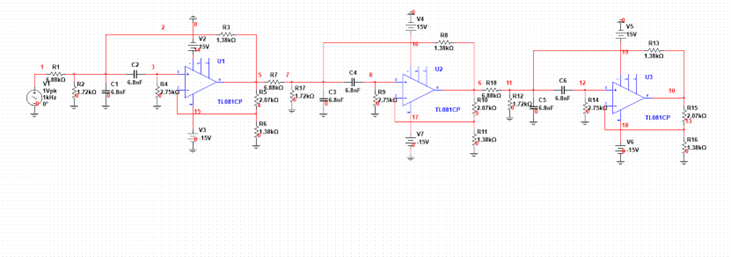 V4
15V
V5
15V
V2
15V
2
R3
1.38kΩ
R8
1.38kΩ
R13
1.38kΩ
16
19
1
R1
6.88kΩ
C2
6.8nF
3
U1
5
R7
6.88kΩ
7
C4
6.8nF
8
U2
6
R18
6.88kΩ
11
C6
6.8nF
12
U3
10
V1
1Vpk
1kHz
0°
R2
1.72kΩ
C1
6.8nF
R4
2.75kΩ
TL081CP
R5
2.07kΩ
R17
1.72kΩ
C3
6.8nF
R9
2.75kΩ
TL081CP
R10
2.07kΩ
R12
1.72kΩ
C5
6.8nF
R14
2.75kΩ
TL081CP
R15
2.07kΩ
13
15
17
18
V3
-15V
R6
1.38kΩ
V7
-15V
R11
1.38kΩ
V6
-15V
R16
1.38kΩ